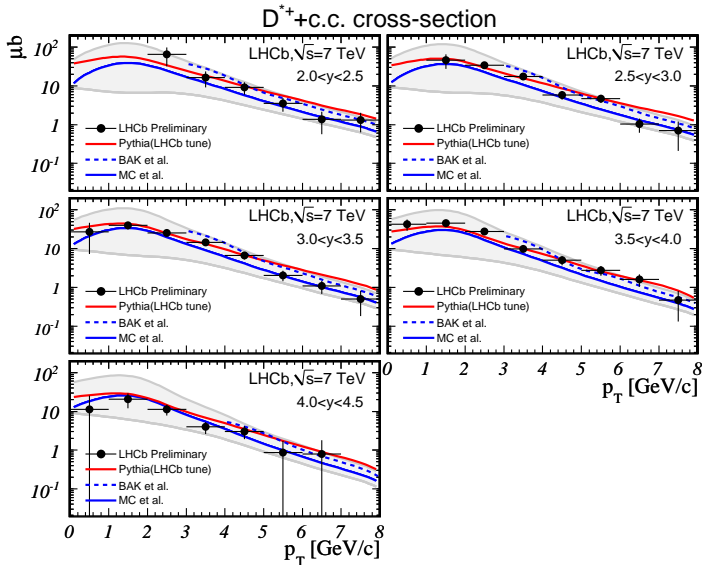 D*++c.c. cross-section
μb
LHCb,√s=7 TeV
2.0<y<2.5
10²
10
1
10⁻¹
LHCb Preliminary
Pythia(LHCb tune)
BAK et al.
MC et al.
LHCb,√s=7 TeV
2.5<y<3.0
LHCb Preliminary
Pythia(LHCb tune)
BAK et al.
MC et al.
LHCb,√s=7 TeV
3.0<y<3.5
10²
10
1
10⁻¹
LHCb Preliminary
Pythia(LHCb tune)
BAK et al.
MC et al.
LHCb,√s=7 TeV
3.5<y<4.0
LHCb Preliminary
Pythia(LHCb tune)
BAK et al.
MC et al.
0 1 2 3 4 5 6 7 8
p_T [GeV/c]
LHCb,√s=7 TeV
4.0<y<4.5
10²
10
1
10⁻¹
LHCb Preliminary
Pythia(LHCb tune)
BAK et al.
MC et al.
0 1 2 3 4 5 6 7 8
p_T [GeV/c]